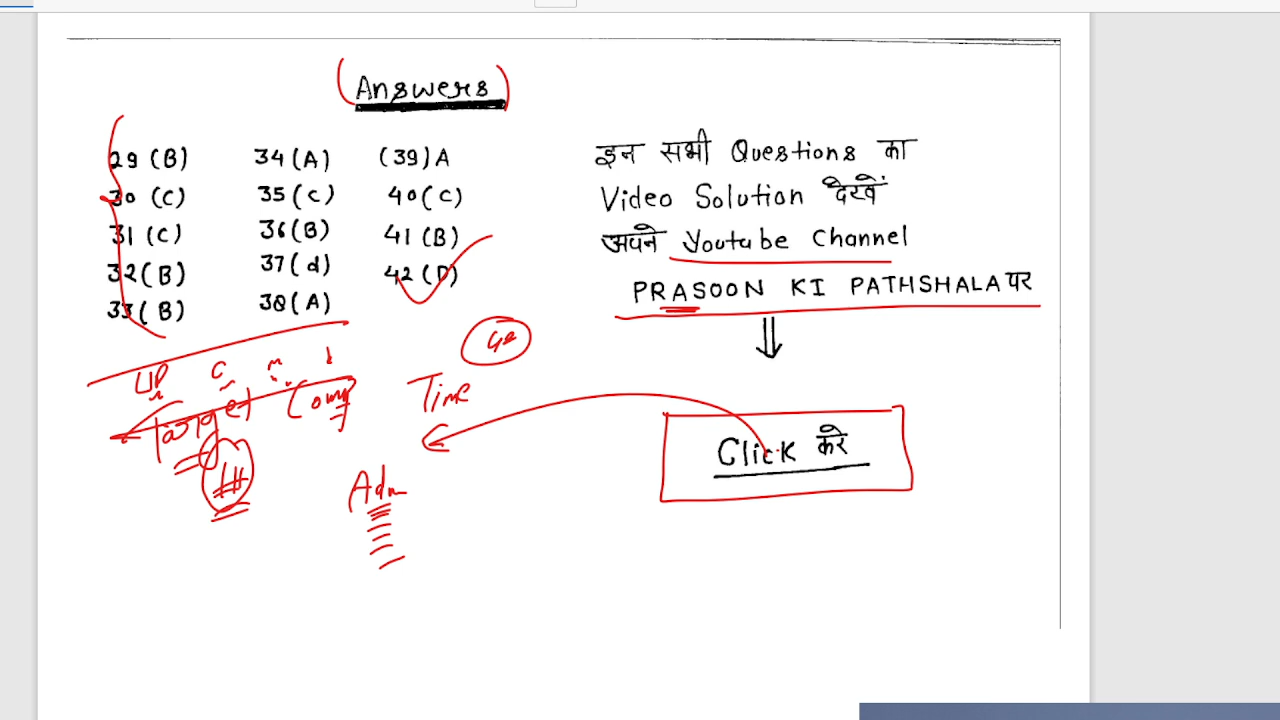 (Answers)
29 (B) 34 (A) (39) A
30 (C) 35 (C) 40 (C)
31 (C) 36 (B) 41 (B)
32 (B) 37 (d) 42 (D)
33 (B) 38 (A)
इन सभी Questions का
Video Solution देखें
अपने Youtube Channel
PRASOON KI PATHSHALA पर
Click करे
UP C m
Target Comp Time
Adm